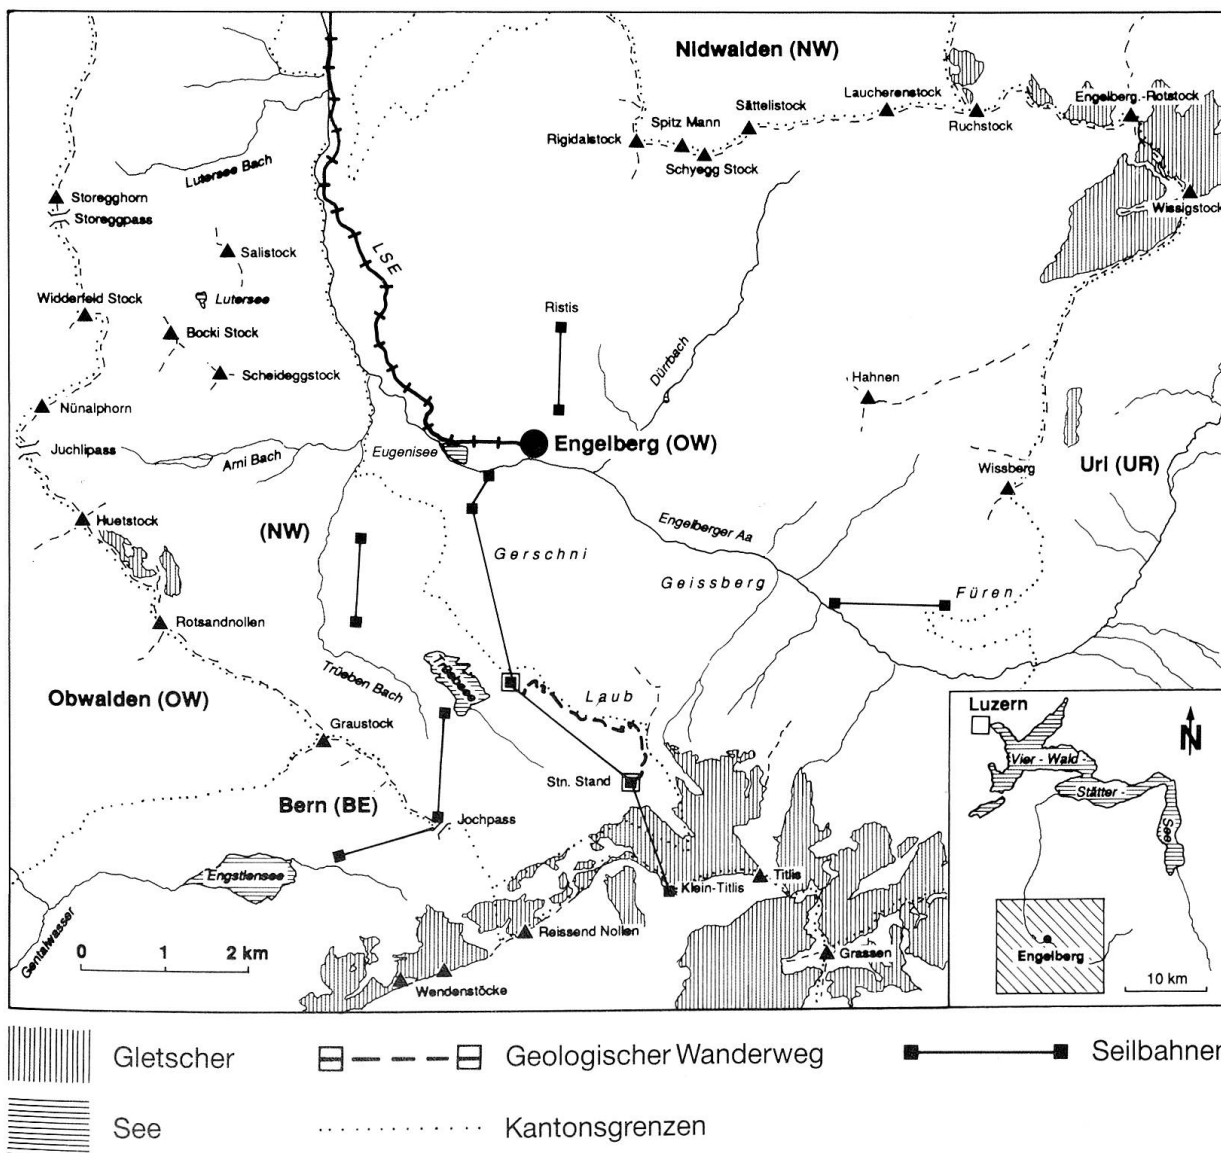 Nidwalden (NW)
Laucherenstock
Engelberg.-Rotstock
Sättelistock
Spitz Mann
Ruchstock
Rigidalstock
Schyegg Stock
Lutersee Bach
Storegghorn
Storeggpass
Wissigstock
LSE
Salistock
Widderfeld Stock
Lutersee
Ristis
Bocki Stock
Dürrbach
Scheideggstock
Hahnen
Nünalphorn
Juchlipass
Arni Bach
Eugenisee
Engelberg (OW)
Wissberg
Uri (UR)
Huetstock
(NW)
Engelberger Aa
Gerschni
Geissberg
Füren
Rotsandnollen
Trüeben Bach
Trüebsee
Obwalden (OW)
Laub
Graustock
Luzern
N
Vier - Wald
Stätter -
See
Stn. Stand
Bern (BE)
Jochpass
Engstlensee
Klein-Titlis
Titlis
Gentalwasser
Reissend Nollen
Grassen
Engelberg
0 1 2 km
Wendenstöcke
10 km
Gletscher
Geologischer Wanderweg
Seilbahnen
See
Kantonsgrenzen